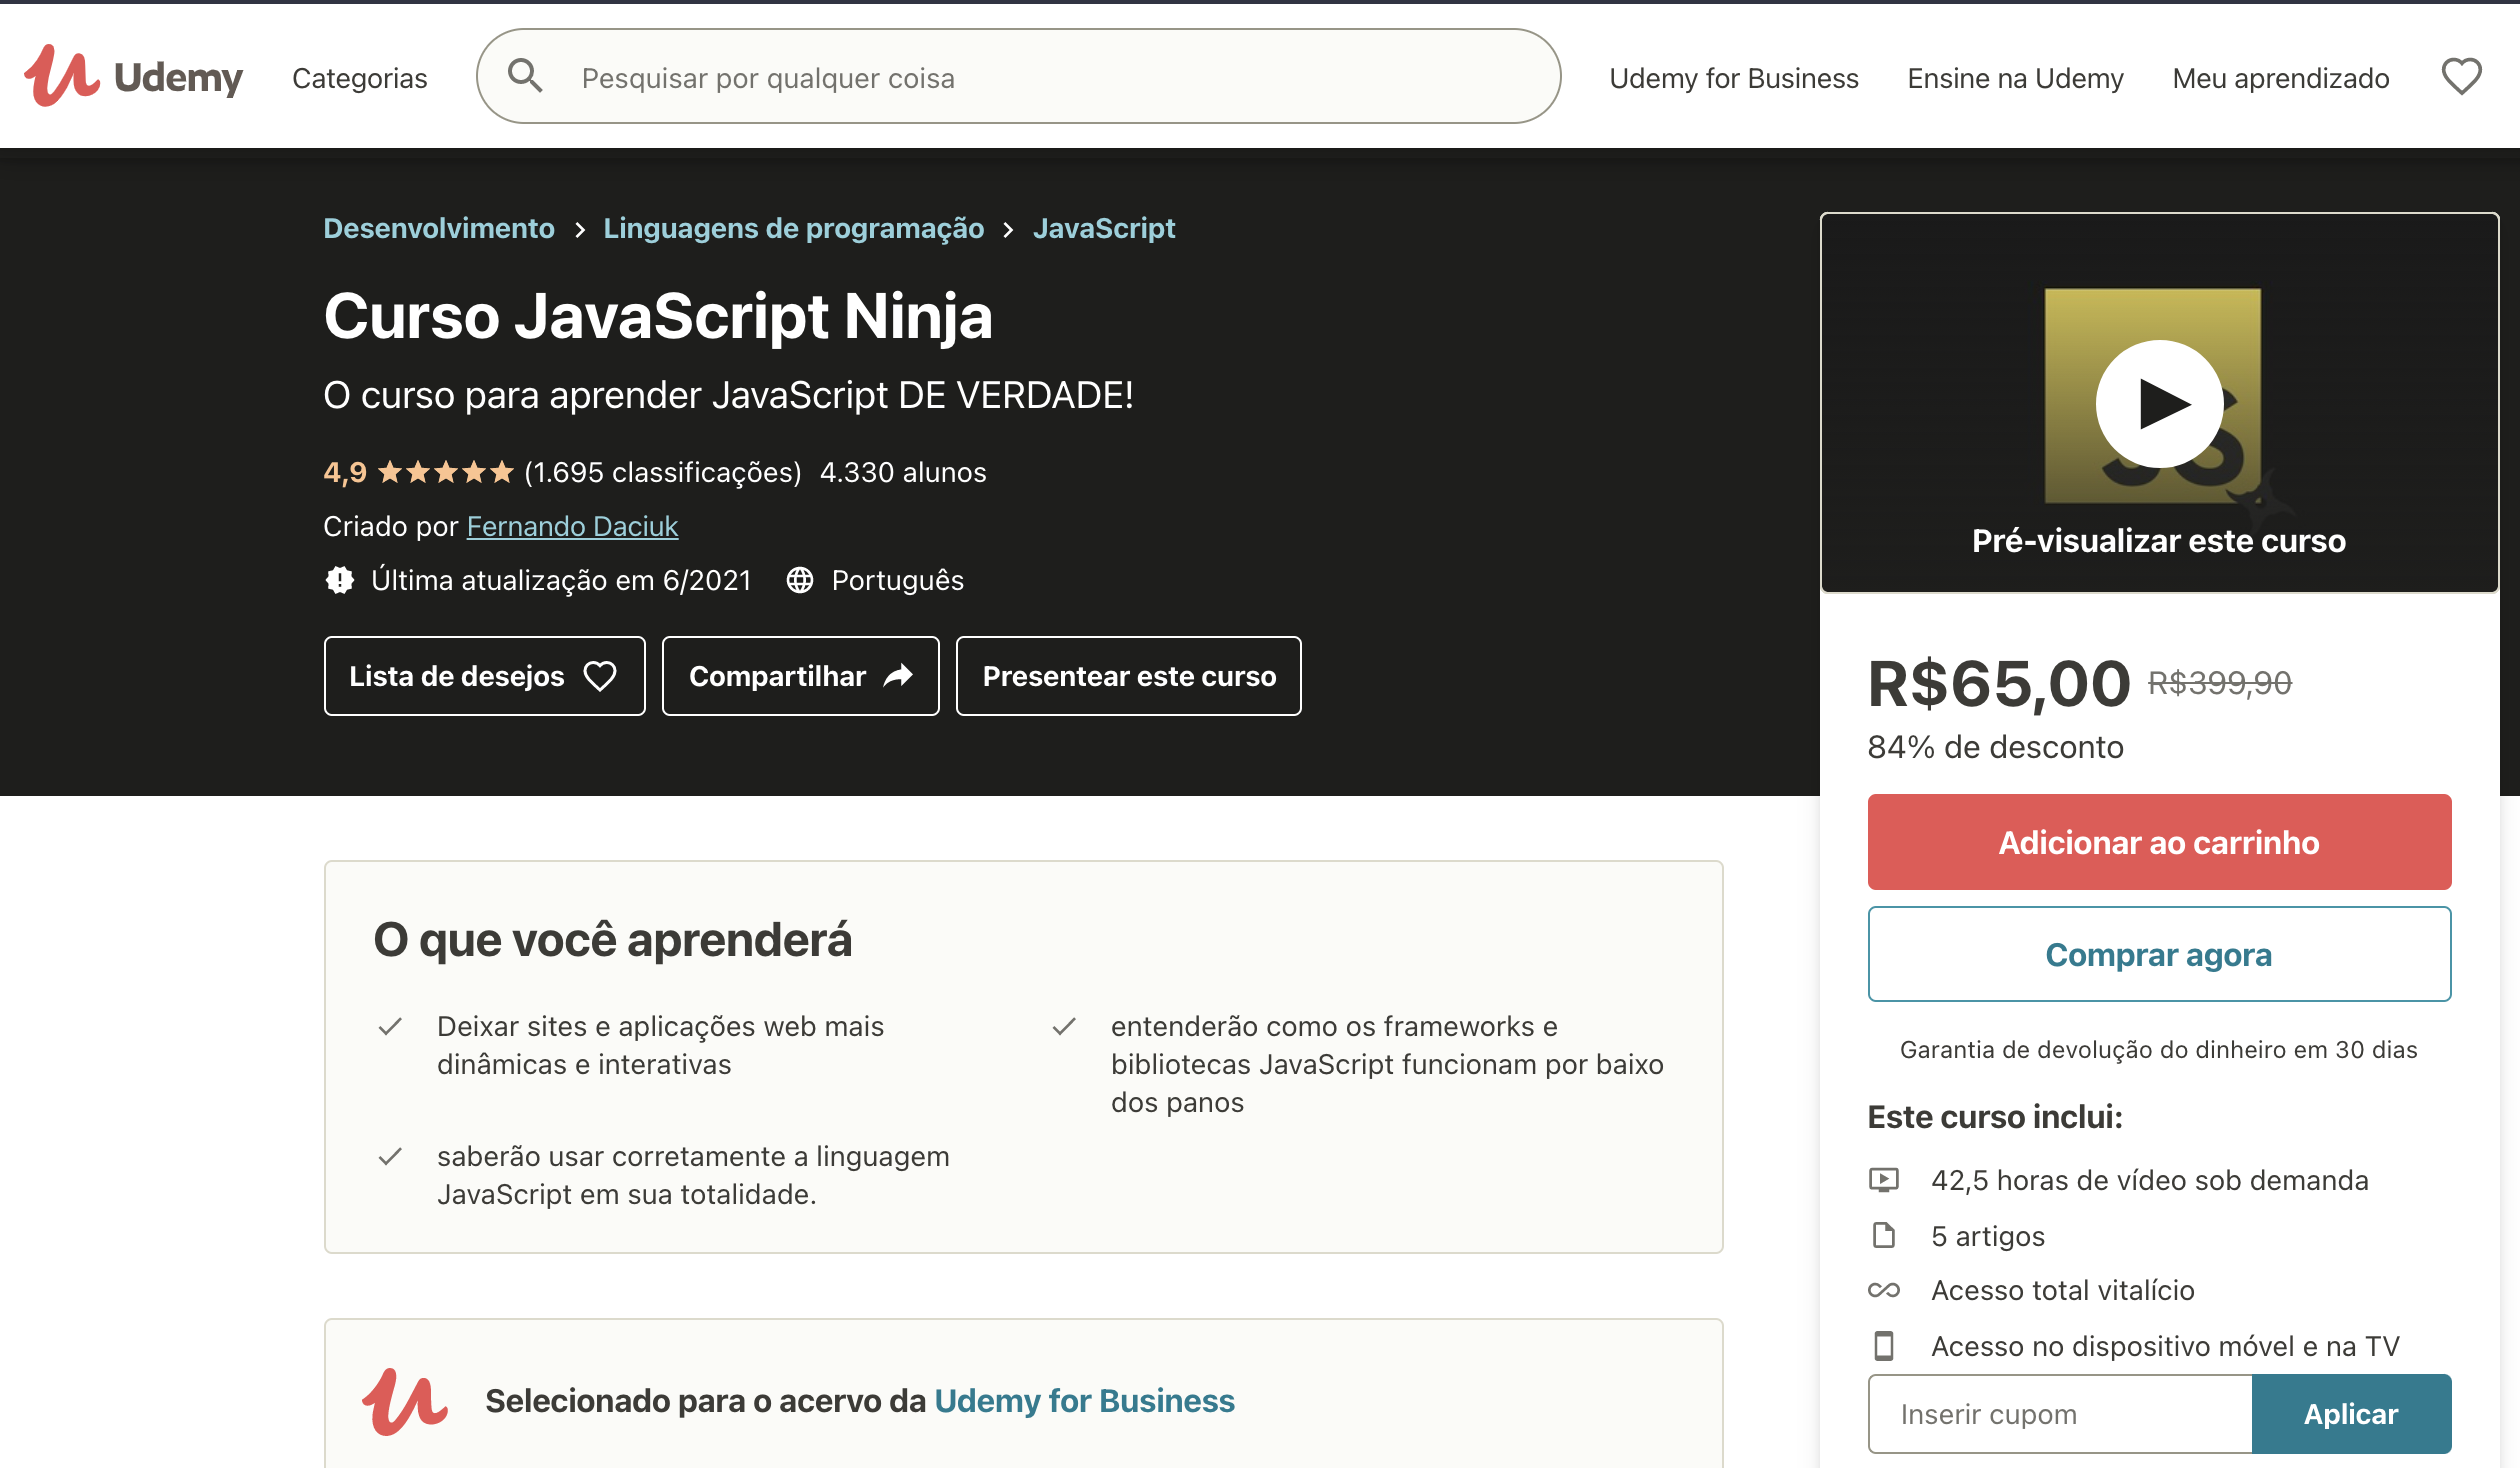 Udemy
Categorias
Pesquisar por qualquer coisa
Udemy for Business
Ensine na Udemy
Meu aprendizado
Desenvolvimento > Linguagens de programação > JavaScript
Curso JavaScript Ninja
O curso para aprender JavaScript DE VERDADE!
4,9 ★★★★★ (1.695 classificações) 4.330 alunos
Criado por Fernando Daciuk
Última atualização em 6/2021 Português
Lista de desejos
Compartilhar
Presentear este curso
JS
Pré-visualizar este curso
R$65,00 R$399,90
84% de desconto
Adicionar ao carrinho
Comprar agora
Garantia de devolução do dinheiro em 30 dias
Este curso inclui:
42,5 horas de vídeo sob demanda
5 artigos
Acesso total vitalício
Acesso no dispositivo móvel e na TV
Inserir cupom
Aplicar
O que você aprenderá
Deixar sites e aplicações web mais
dinâmicas e interativas
entenderão como os frameworks e
bibliotecas JavaScript funcionam por baixo
dos panos
saberão usar corretamente a linguagem
JavaScript em sua totalidade.
Selecionado para o acervo da Udemy for Business